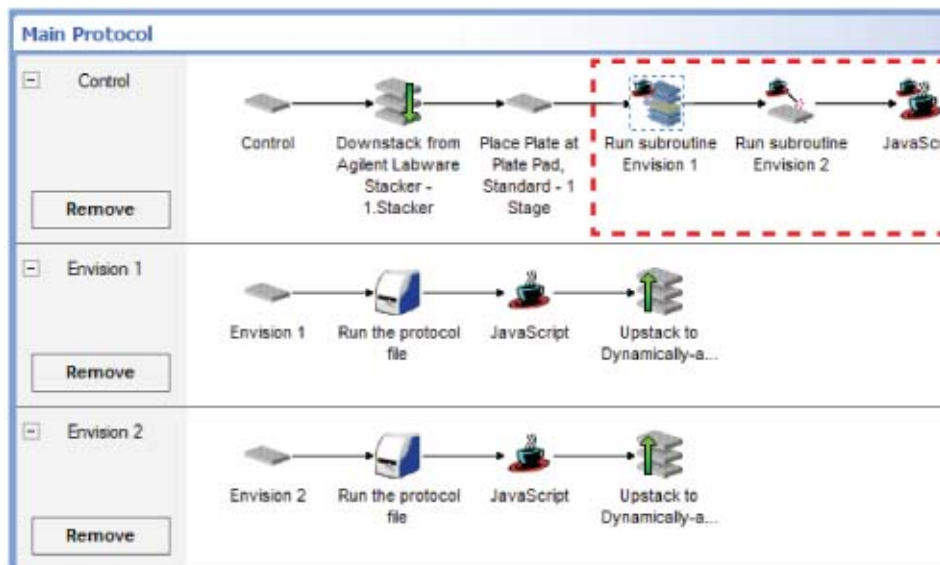 Main Protocol
Control
Remove
Control
Downstack from
Agilent Labware
Stacker -
1.Stacker
Place Plate at
Plate Pad,
Standard - 1
Stage
Run subroutine
Envision 1
Run subroutine
Envision 2
JavaScr
Envision 1
Remove
Envision 1
Run the protocol
file
JavaScript
Upstack to
Dynamically-a...
Envision 2
Remove
Envision 2
Run the protocol
file
JavaScript
Upstack to
Dynamically-a...